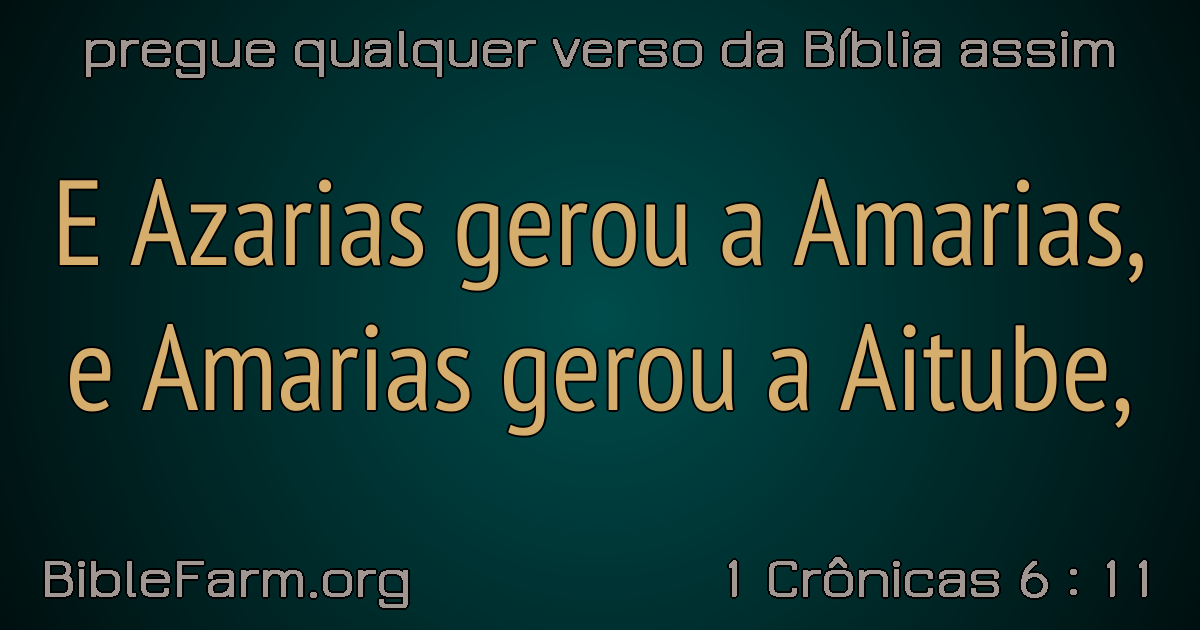 pregue qualquer verso da Bíblia assim
E Azarias gerou a Amarias,
e Amarias gerou a Aitube,
BibleFarm.org
1 Crônicas 6 : 11